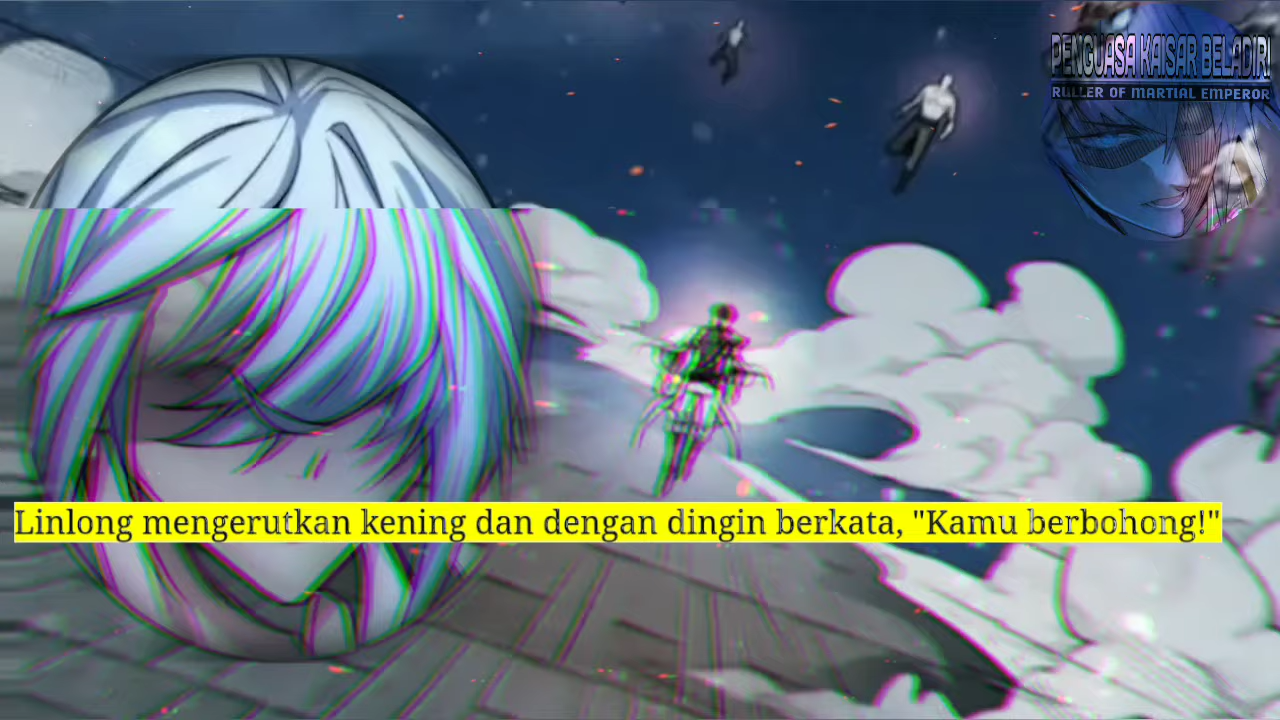 PENGUASA KAISAR BELADIRI
RULLER OF MARTIAL EMPEROR
Linlong mengerutkan kening dan dengan dingin berkata, "Kamu berbohong!"